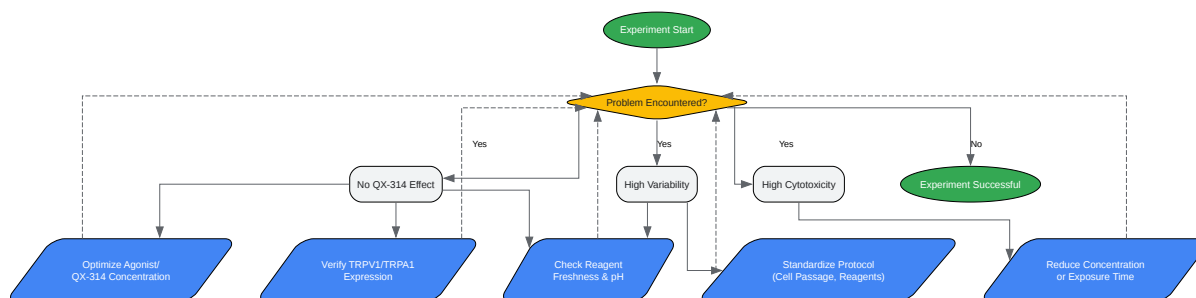 Experiment Start
Problem Encountered?
Yes
Yes
Yes
No
No QX-314 Effect
High Variability
High Cytotoxicity
Experiment Successful
Optimize Agonist/
QX-314 Concentration
Verify TRPV1/TRPA1
Expression
Check Reagent
Freshness & pH
Standardize Protocol
(Cell Passage, Reagents)
Reduce Concentration
or Exposure Time